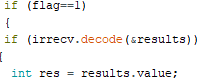 if (flag==1)
{
if (irrecv.decode(&results))
{
int res = results.value;